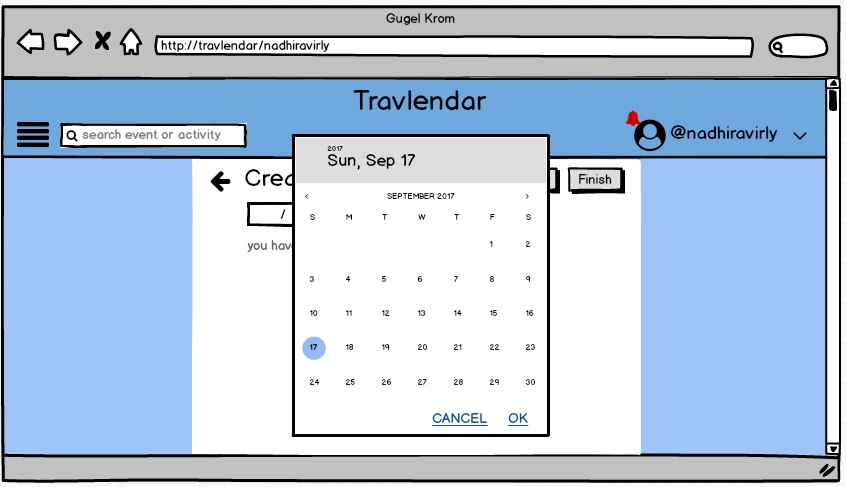 Gugel Krom
http://travlendar/nadhiravirly
Travlendar
search event or activity
@nadhiravirly
2017
Sun, Sep 17
Finish
/
you hav
< SEPTEMBER 2017 >
S M T W T F S
1 2
3 4 5 6 7 8 9
10 11 12 13 14 15 16
17 18 19 20 21 22 23
24 25 26 27 28 29 30
CANCEL OK